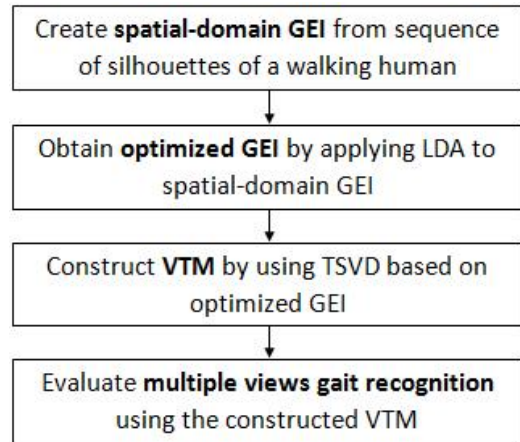 Create spatial-domain GEI from sequence
of silhouettes of a walking human
Obtain optimized GEI by applying LDA to
spatial-domain GEI
Construct VTM by using TSVD based on
optimized GEI
Evaluate multiple views gait recognition
using the constructed VTM